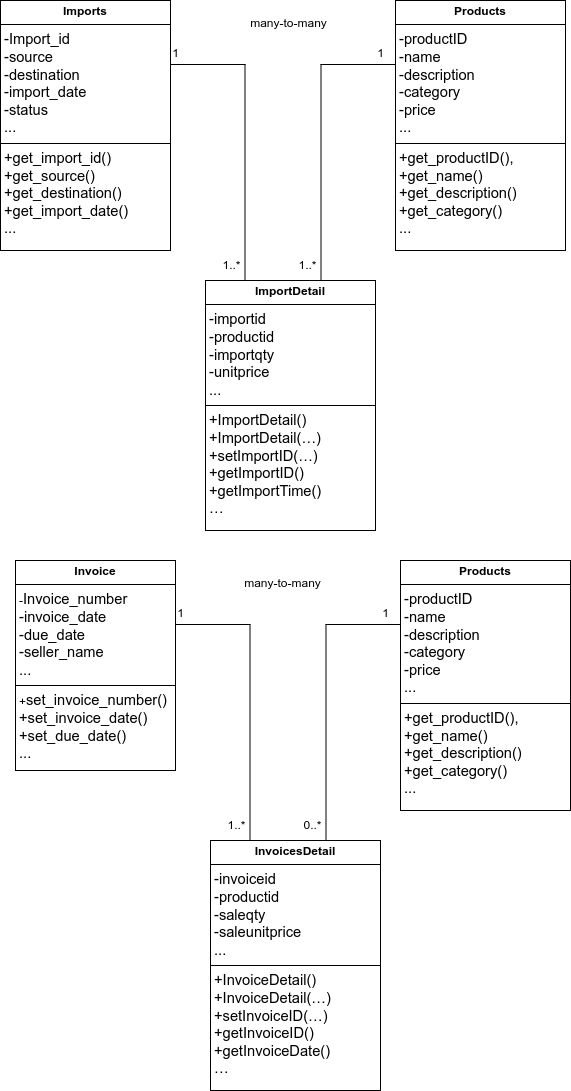 Imports
-Import_id
-source
-destination
-import_date
-status
...
+get_import_id()
+get_source()
+get_destination()
+get_import_date()
...
many-to-many
1
1
Products
-productID
-name
-description
-category
-price
...
+get_productID(),
+get_name()
+get_description()
+get_category()
...
1..*
1..*
ImportDetail
-importid
-productid
-importqty
-unitprice
...
+ImportDetail()
+ImportDetail(…)
+setImportID(…)
+getImportID()
+getImportTime()
…
Invoice
-Invoice_number
-invoice_date
-due_date
-seller_name
...
+set_invoice_number()
+set_invoice_date()
+set_due_date()
...
many-to-many
1
1
Products
-productID
-name
-description
-category
-price
...
+get_productID(),
+get_name()
+get_description()
+get_category()
...
1..*
0..*
InvoicesDetail
-invoiceid
-productid
-saleqty
-saleunitprice
...
+InvoiceDetail()
+InvoiceDetail(…)
+setInvoiceID(…)
+getInvoiceID()
+getInvoiceDate()
…